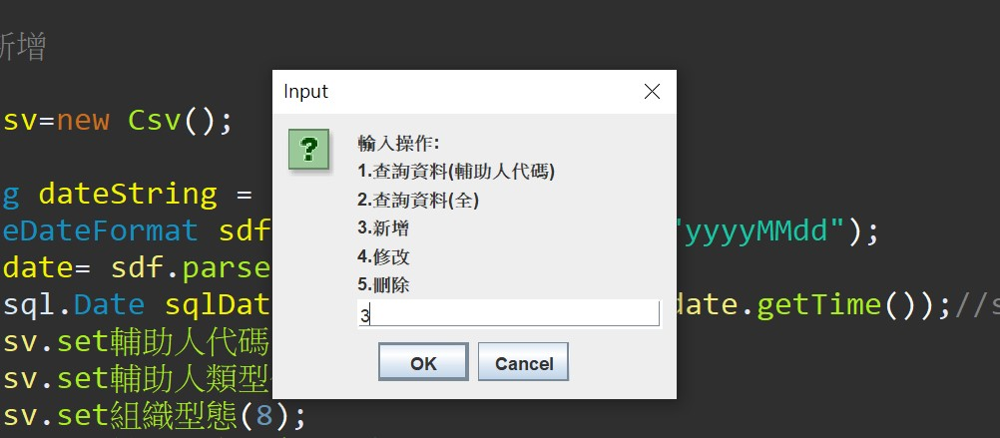 新增
sv=new Csv();
Input
輸入操作:
1.查詢資料(輔助人代碼)
2.查詢資料(全)
3.新增
4.修改
5.刪除
3
OK
Cancel
g dateString =
eDateFormat sdf
"yyyyMMdd");
date= sdf.parse
sql.Date sqlDat
date.getTime());//s
sv.set輔助人代碼
sv.set輔助人類型
sv.set組織型態(8);